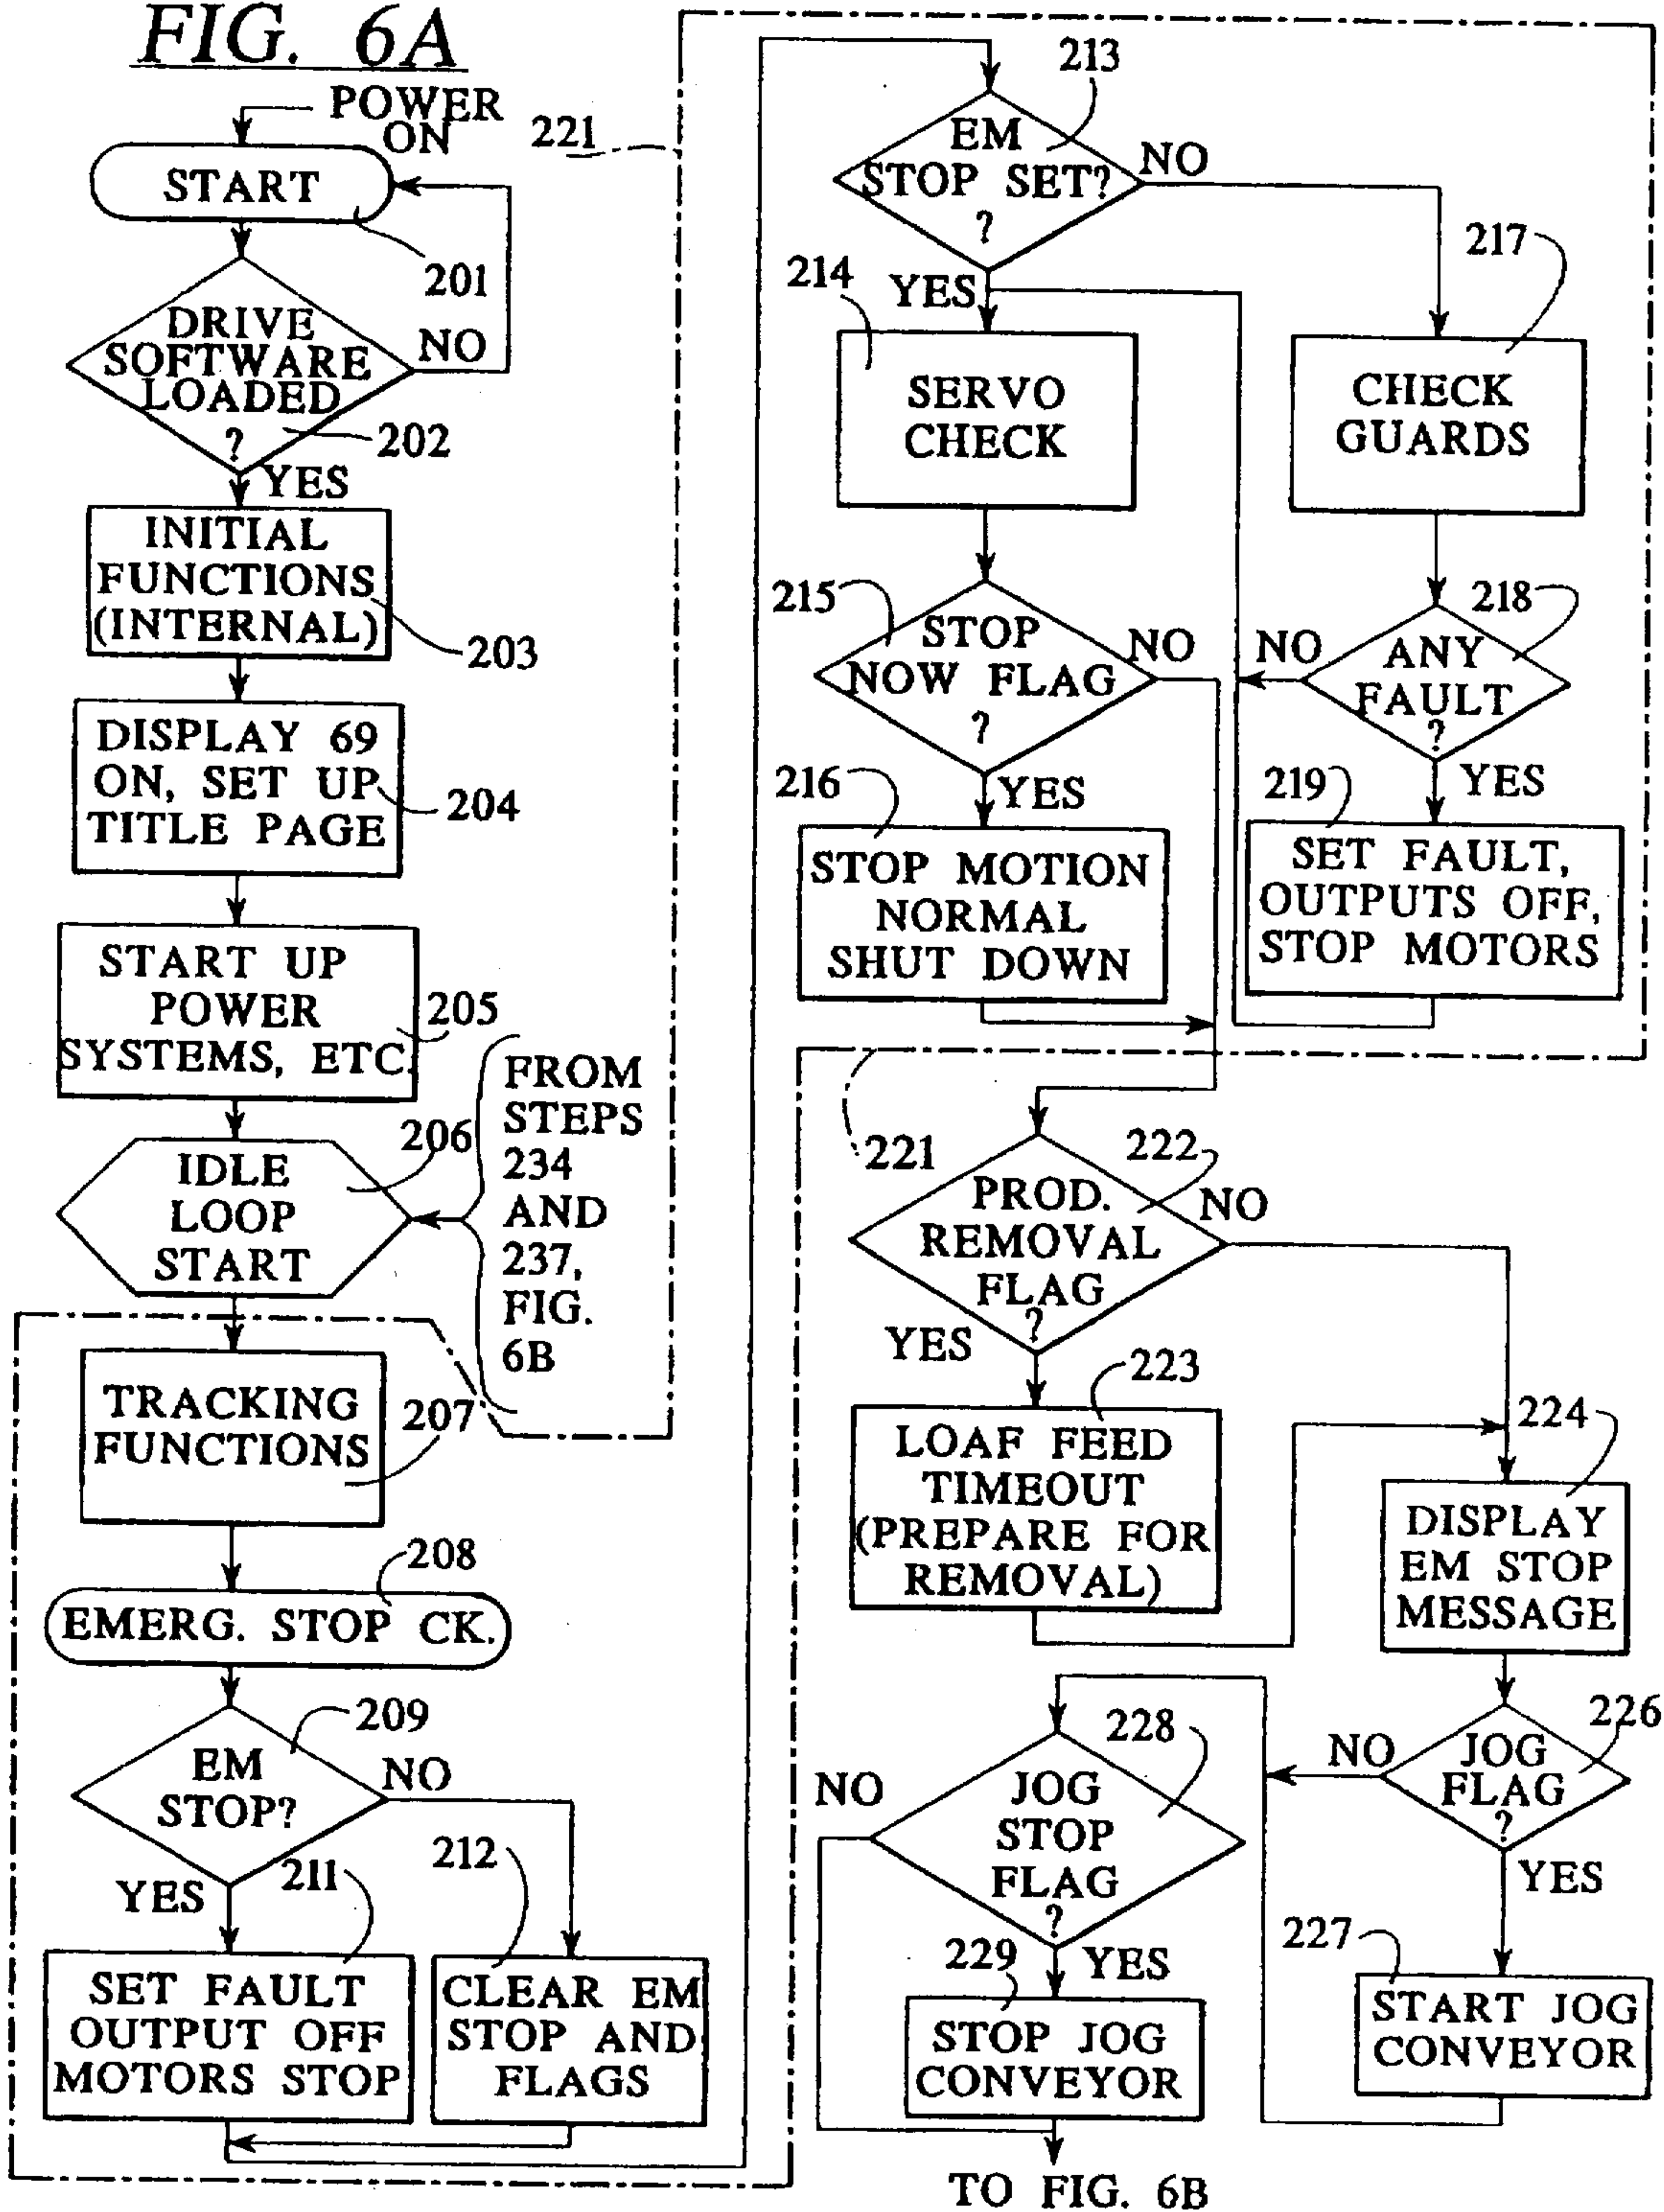 FIG. 6A
POWER
ON
START
201
DRIVE
SOFTWARE
LOADED
?
NO
202
YES
INITIAL
FUNCTIONS
(INTERNAL)
203
DISPLAY 69
ON, SET UP
TITLE PAGE
204
START UP
POWER
SYSTEMS, ETC.
205
IDLE
LOOP
START
206
FROM
STEPS
234
AND
237,
FIG.
6B
TRACKING
FUNCTIONS
207
EMERG. STOP CK.
208
EM
STOP?
209
NO
YES
211
SET FAULT
OUTPUT OFF
MOTORS STOP
212
CLEAR EM
STOP AND
FLAGS
221
EM
STOP SET?
?
213
NO
YES
214
SERVO
CHECK
217
CHECK
GUARDS
215
STOP
NOW FLAG
?
NO
YES
218
ANY
FAULT
?
NO
YES
216
STOP MOTION
NORMAL
SHUT DOWN
219
SET FAULT,
OUTPUTS OFF,
STOP MOTORS
221
222
PROD.
REMOVAL
FLAG
?
NO
YES
223
LOAF FEED
TIMEOUT
(PREPARE FOR
REMOVAL)
224
DISPLAY
EM STOP
MESSAGE
226
JOG
FLAG
?
NO
YES
227
START JOG
CONVEYOR
228
JOG
STOP
FLAG
?
NO
YES
229
STOP JOG
CONVEYOR
TO FIG. 6B